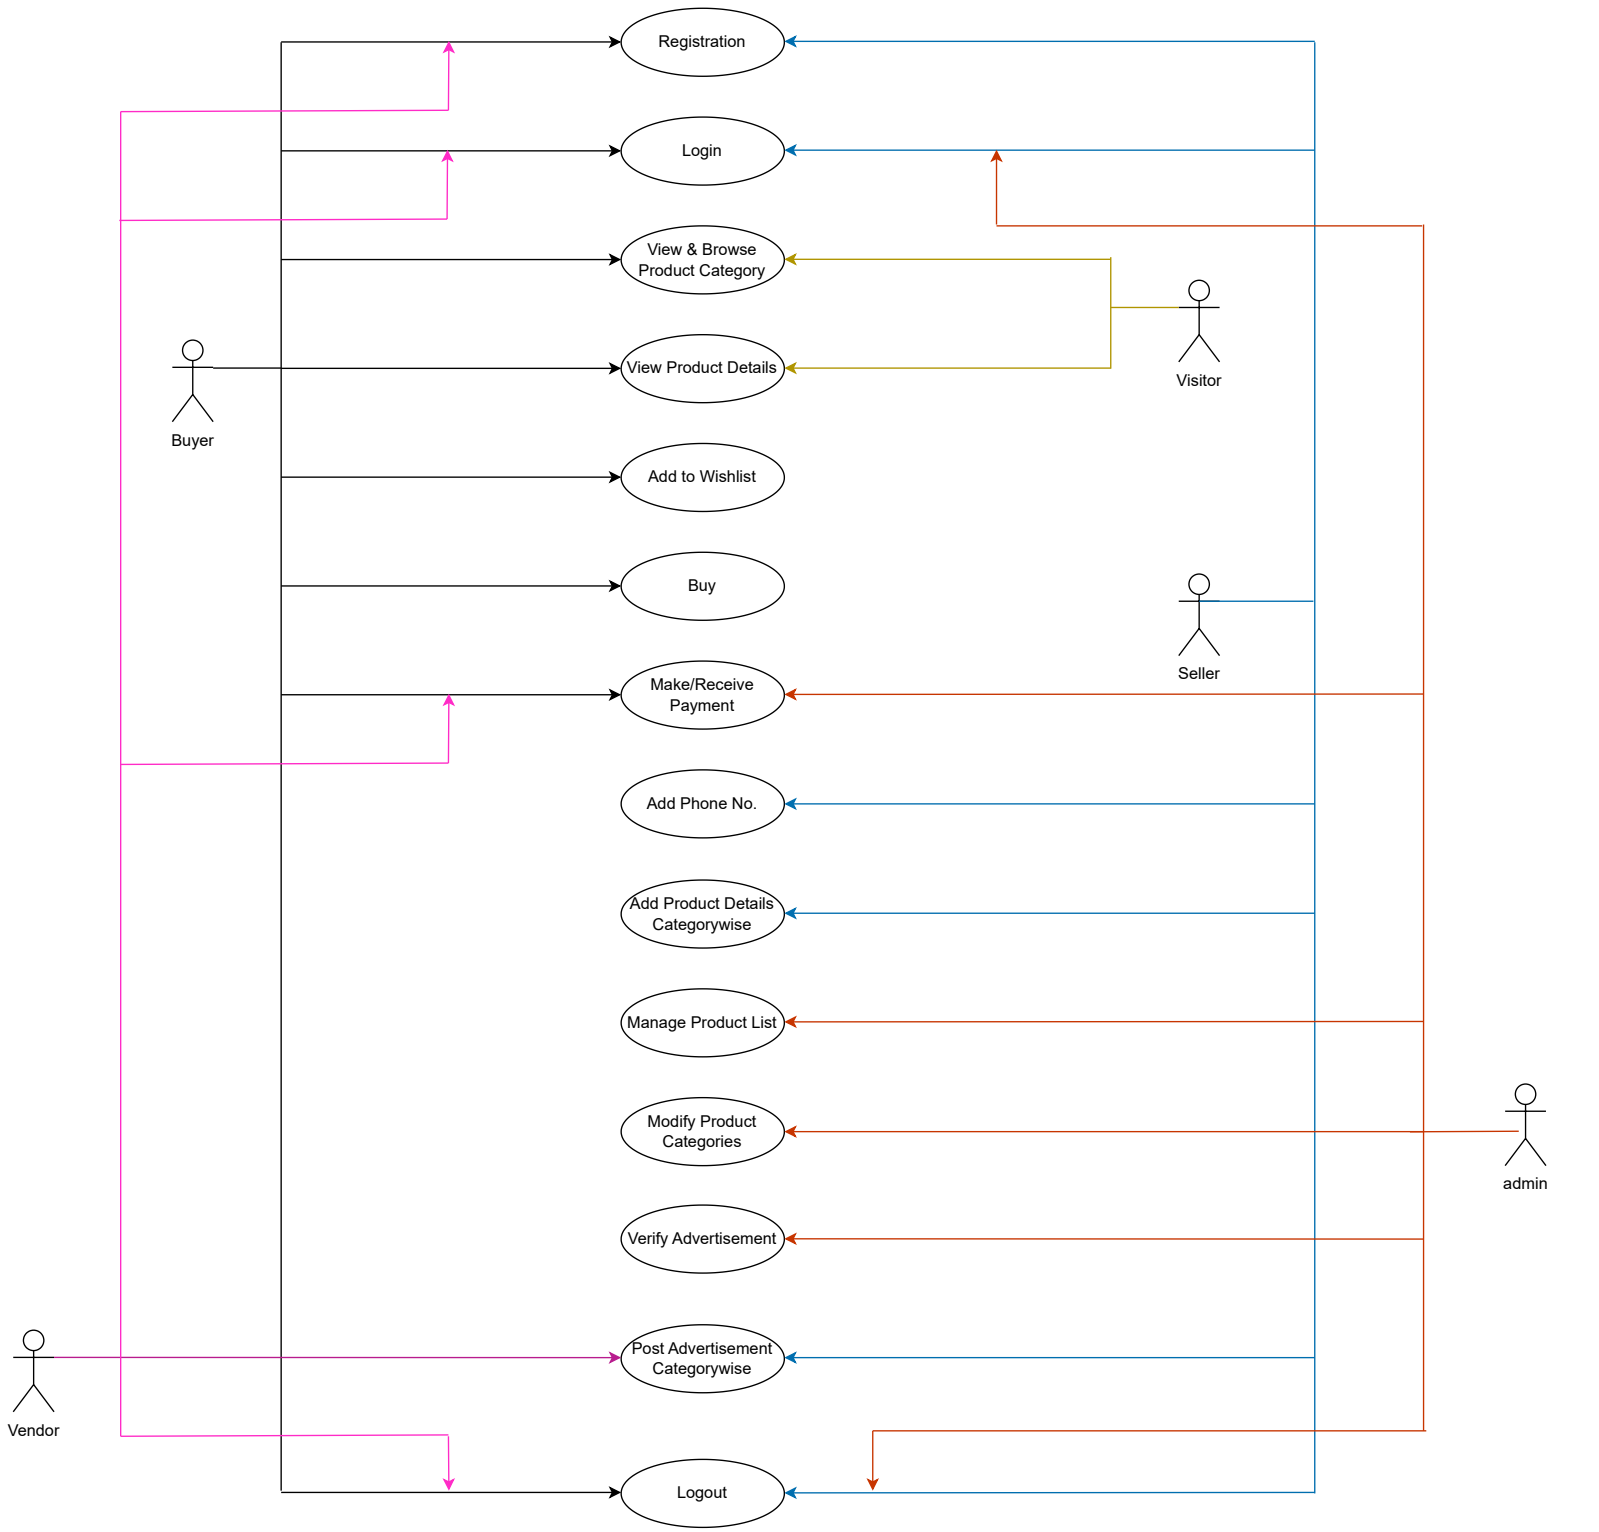 Registration
Login
View & Browse
Product Category
View Product Details
Visitor
Buyer
Add to Wishlist
Buy
Seller
Make/Receive
Payment
Add Phone No.
Add Product Details
Categorywise
Manage Product List
Modify Product
Categories
admin
Verify Advertisement
Post Advertisement
Categorywise
Vendor
Logout